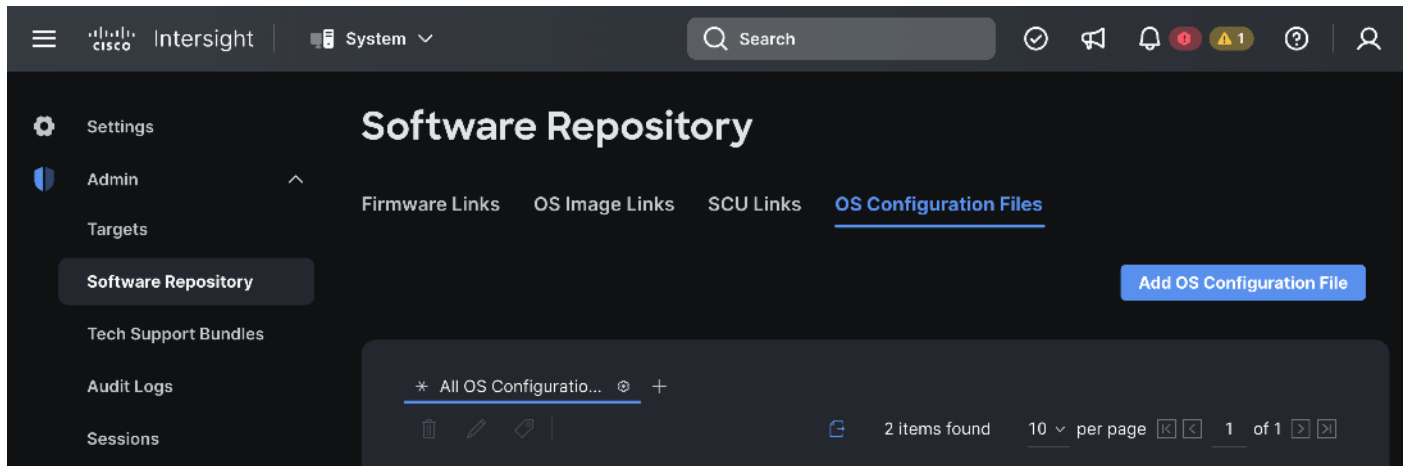 cisco Intersight System Search 1
Settings
Software Repository
Admin
Firmware Links OS Image Links SCU Links OS Configuration Files
Targets
Software Repository
Add OS Configuration File
Tech Support Bundles
Audit Logs
All OS Configuratio...
Sessions
2 items found 10 per page 1 of 1